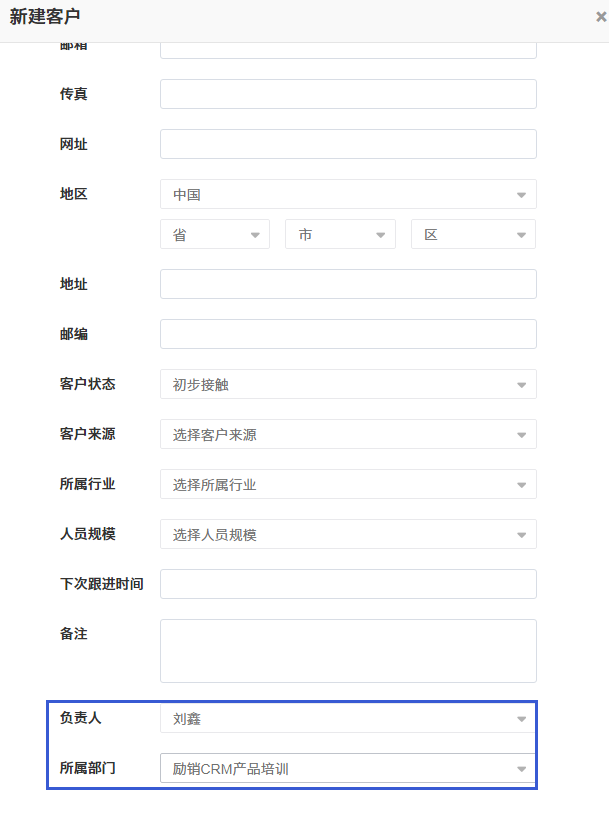 新建客户
邮箱
传真
网址
地区 中国
省 市 区
地址
邮编
客户状态 初步接触
客户来源 选择客户来源
所属行业 选择所属行业
人员规模 选择人员规模
下次跟进时间
备注
负责人 刘鑫
所属部门 励销CRM产品培训